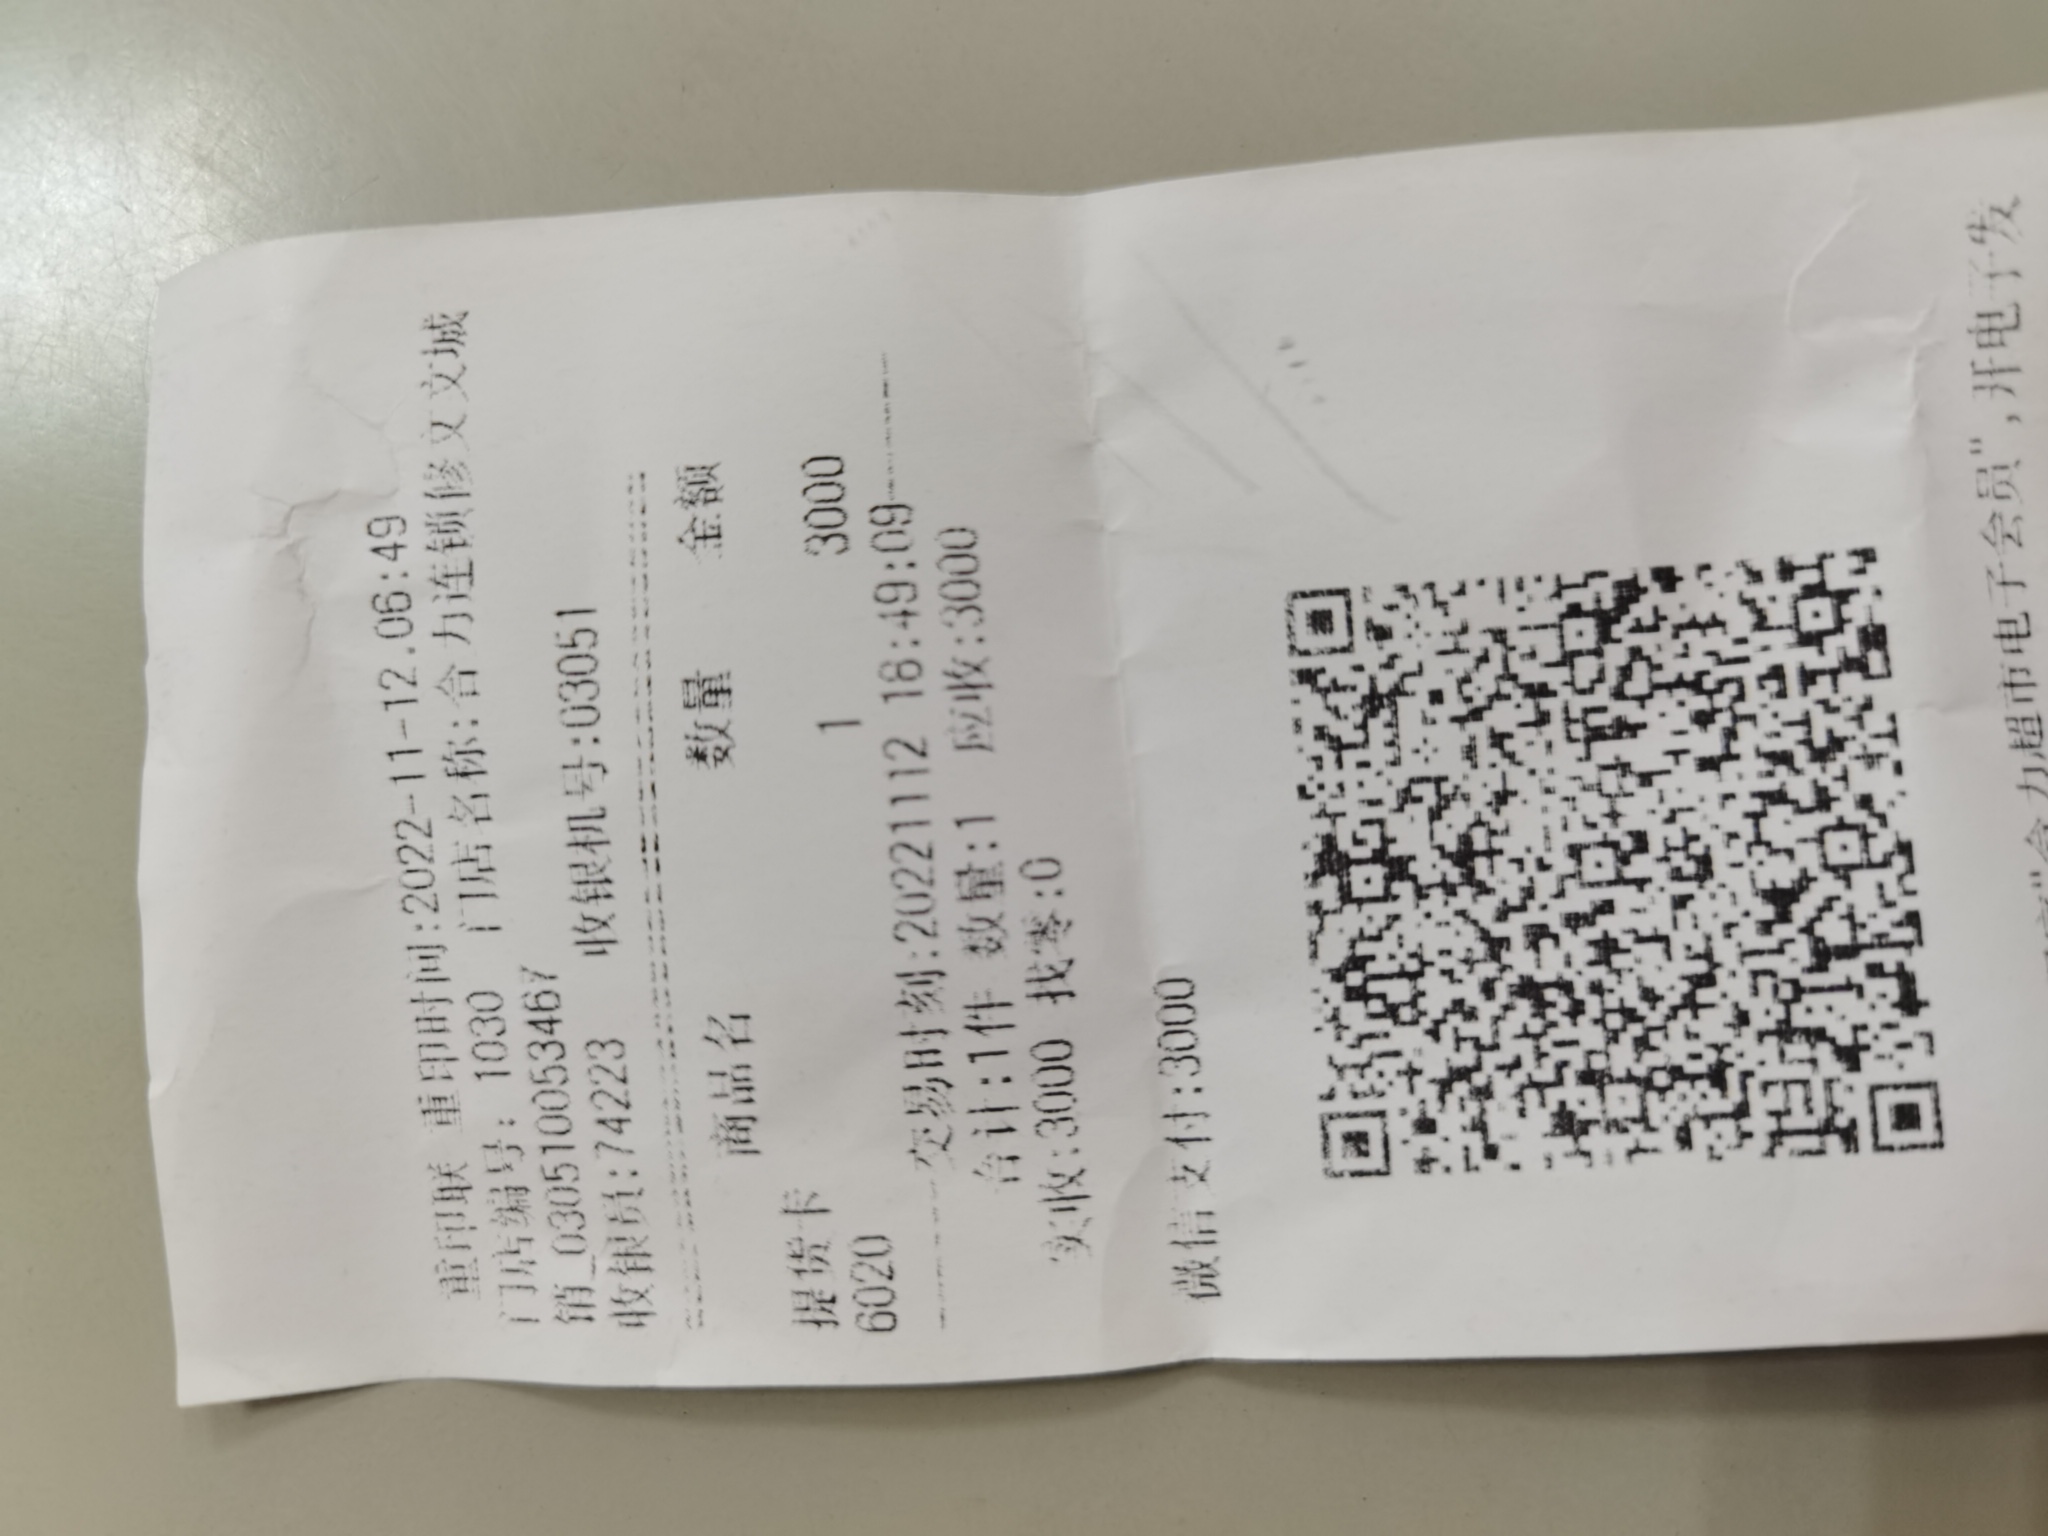 重印联 重印时间:2022-11-12.06:49
门店编号: 1030 门店名称:合力连锁修文文城
销_030510053467
收银员:74223 收银机号:03051
商品名 数量 金额
提货卡
6020 1 3000
交易时刻:20221112 18:49:09
合计:1件 数量:1 应收:3000
实收:3000 找零:0
微信支付:3000
合力超市电子会员",开电子发